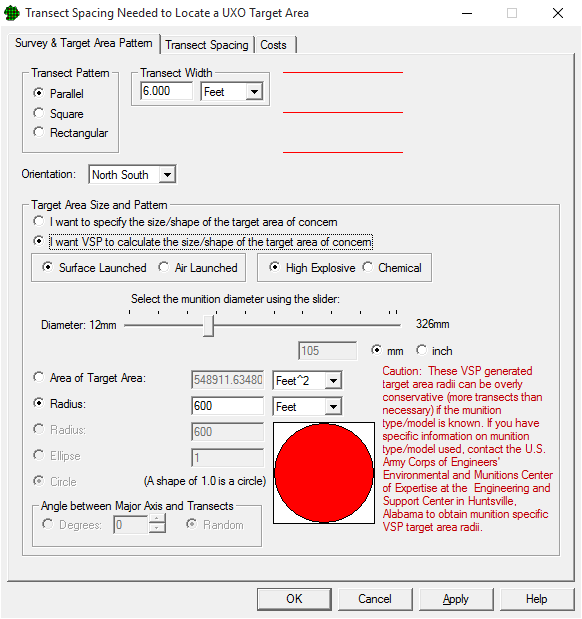 Transect Spacing Needed to Locate a UXO Target Area
Survey & Target Area Pattern
Transect Spacing
Costs
Transect Pattern
Parallel
Square
Rectangular
Transect Width
6.000
Feet
Orientation:
North South
Target Area Size and Pattern
I want to specify the size/shape of the target area of concern
I want VSP to calculate the size/shape of the target area of concern
Surface Launched
Air Launched
High Explosive
Chemical
Select the munition diameter using the slider:
Diameter: 12mm
326mm
105
mm
inch
Area of Target Area:
548911.63480
Feet^2
Radius:
600
Feet
Radius:
600
Ellipse
1
Circle
(A shape of 1.0 is a circle)
Angle between Major Axis and Transects
Degrees:
0
Random
Caution: These VSP generated
target area radii can be overly
conservative (more transects than
necessary) if the munition
type/model is known. If you have
specific information on munition
type/model used, contact the U.S.
Army Corps of Engineers'
Environmental and Munitions Center
of Expertise at the Engineering and
Support Center in Huntsville,
Alabama to obtain munition specific
VSP target area radii.
OK
Cancel
Apply
Help